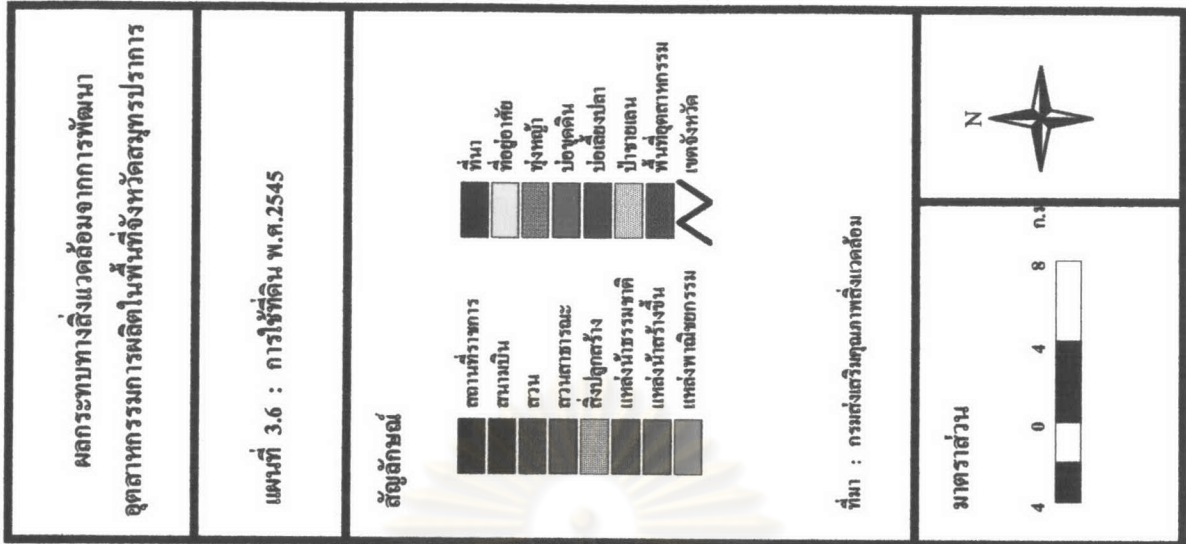 ผลกระทบทางสิ่งแวดล้อมจากการพัฒนา
อุตสาหกรรมการผลิตในพื้นที่จังหวัดสมุทรปราการ
แผนที่ 3.6 : การใช้ที่ดิน พ.ศ.2545
สัญลักษณ์
สถานที่ราชการ
สนามบิน
สวน
สวนสาธารณะ
สิ่งปลูกสร้าง
แหล่งน้ำธรรมชาติ
แหล่งน้ำสร้างขึ้น
แหล่งพาณิชยกรรม
ที่นา
ที่อยู่อาศัย
ทุ่งหญ้า
บ่อขุดดิน
บ่อเลี้ยงปลา
ป่าชายเลน
พื้นที่อุตสาหกรรม
เขตจังหวัด
ที่มา : กรมส่งเสริมคุณภาพสิ่งแวดล้อม
มาตราส่วน
4 0 4 8 ก.ม
N